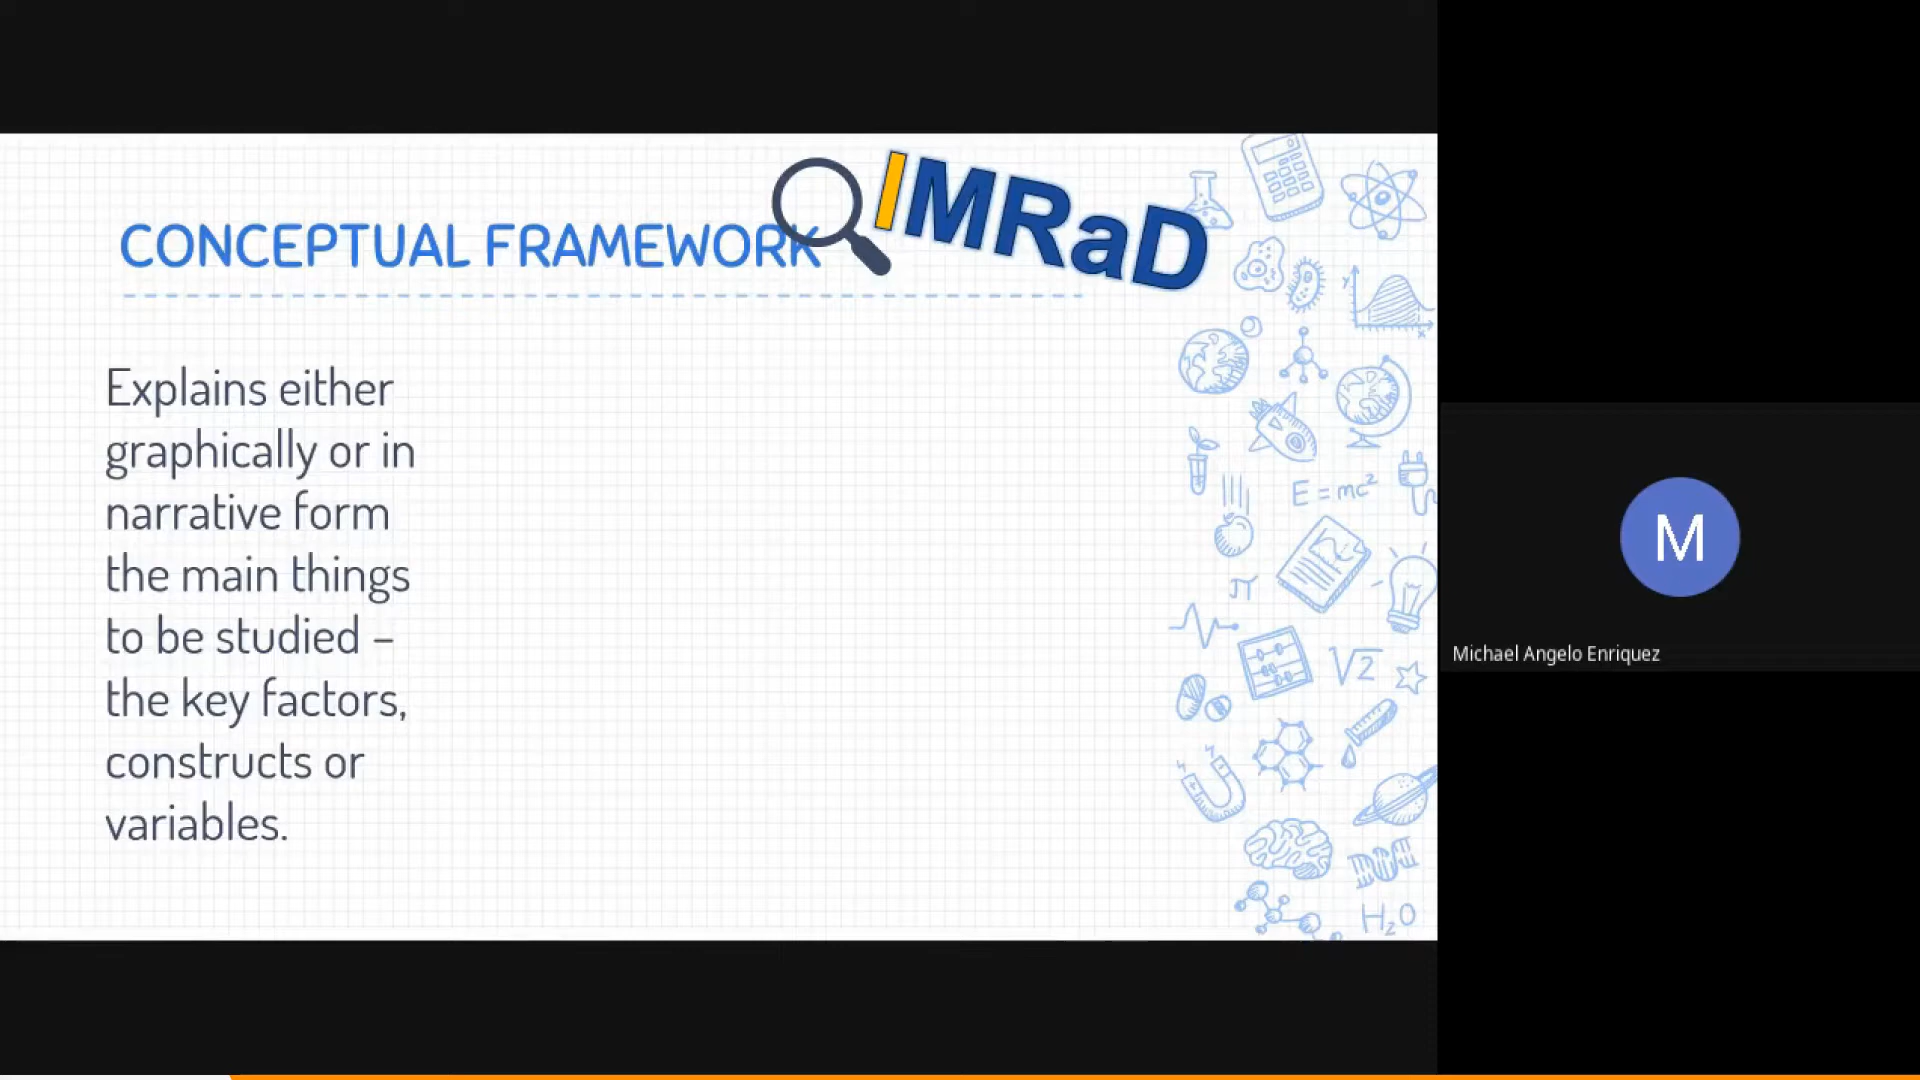 CONCEPTUAL FRAMEWORK
IMRaD
Explains either
graphically or in
narrative form
the main things
to be studied –
the key factors,
constructs or
variables.
y
x
E = mc²
π
√2
H₂O
M
Michael Angelo Enriquez